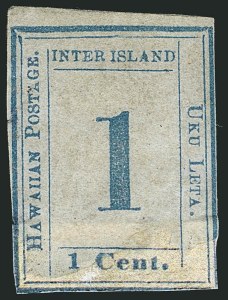 INTER ISLAND
HAWAIIAN POSTAGE.
1
UKU LETA.
1 Cent.